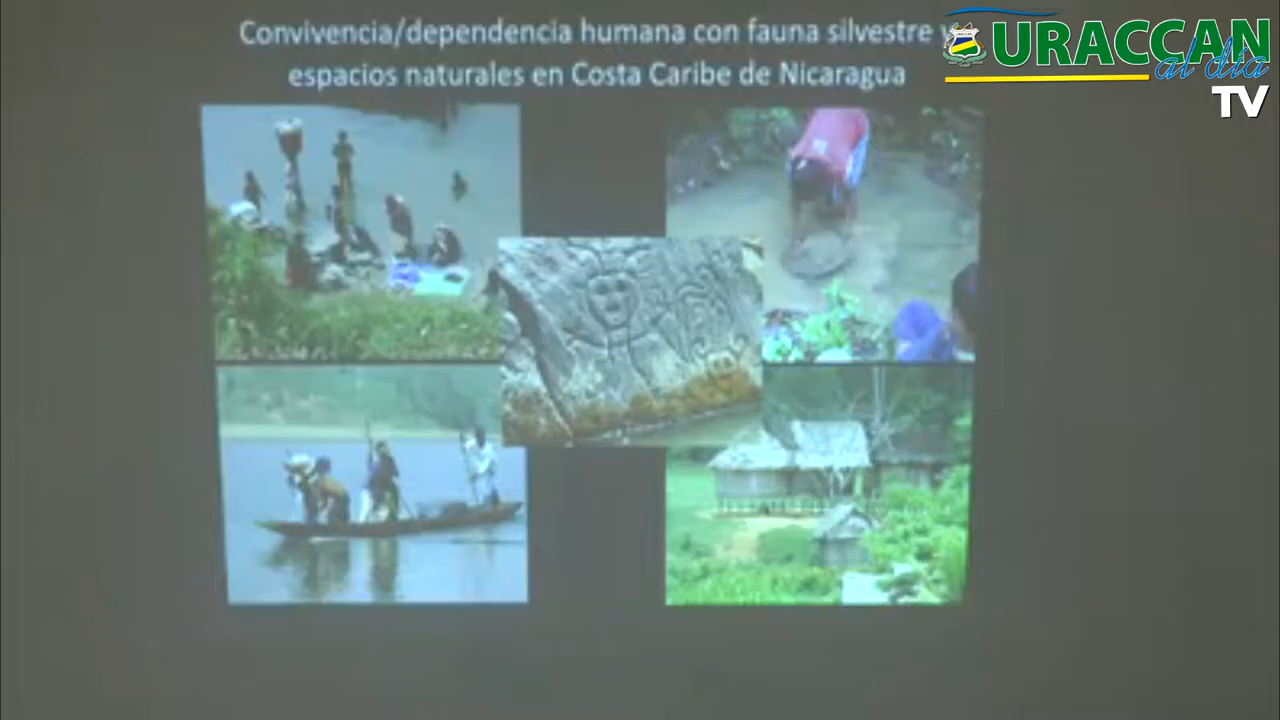 Convivencia/dependencia humana con fauna silvestre y
espacios naturales en Costa Caribe de Nicaragua
URACCAN
al día
TV